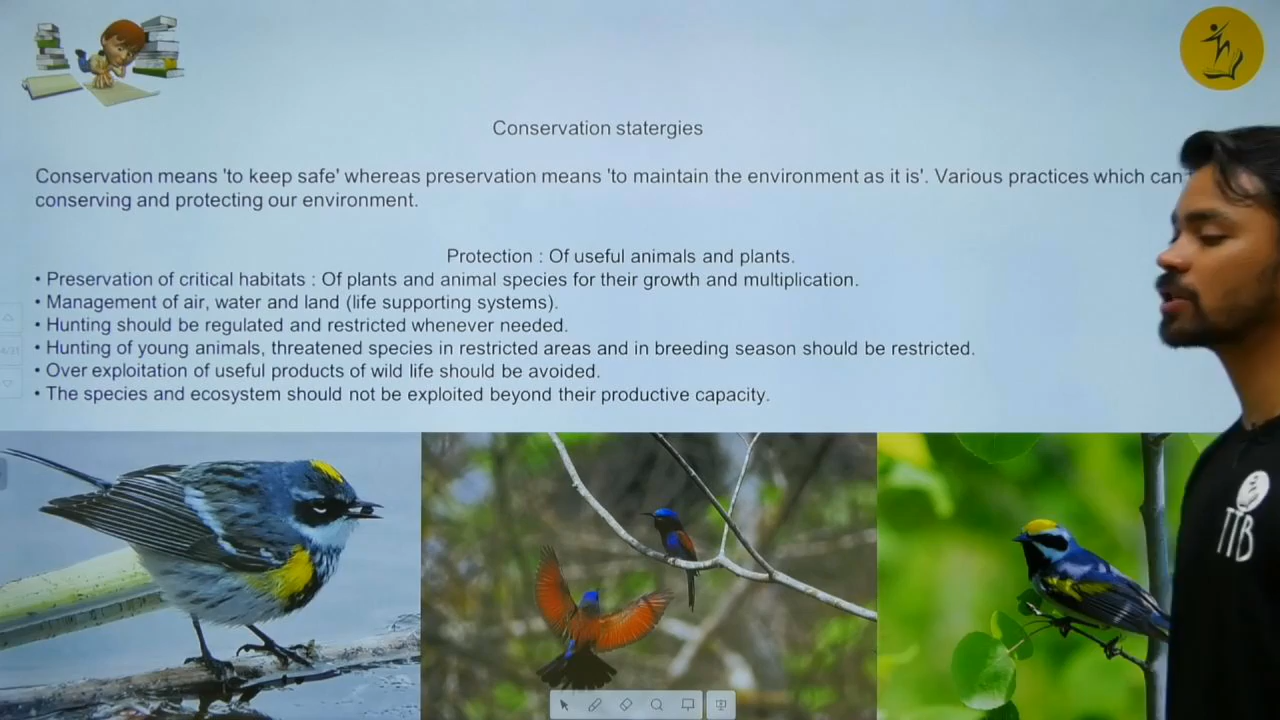 Conservation statergies
Conservation means 'to keep safe' whereas preservation means 'to maintain the environment as it is'. Various practices which can
conserving and protecting our environment.
Protection : Of useful animals and plants.
• Preservation of critical habitats : Of plants and animal species for their growth and multiplication.
• Management of air, water and land (life supporting systems).
• Hunting should be regulated and restricted whenever needed.
• Hunting of young animals, threatened species in restricted areas and in breeding season should be restricted.
• Over exploitation of useful products of wild life should be avoided.
• The species and ecosystem should not be exploited beyond their productive capacity.
ITB